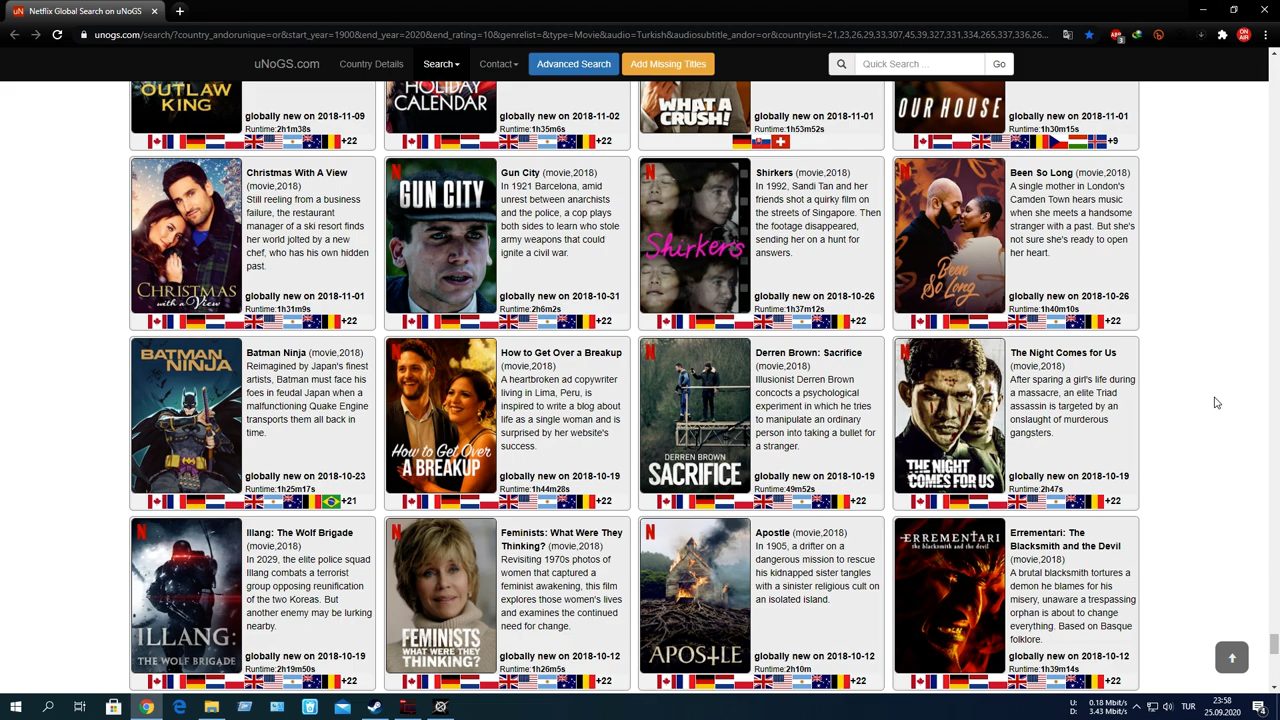 Netflix Global Search on uNoGS
unogs.com/search/?country_andorunique=or&start_year=1900&end_year=2020&end_rating=10&genrelist=&type=Movie&audio=Turkish&audiosubtitle_andor=or&countrylist=21,23,26,29,33,307,45,39,327,331,334,265,337,336,26...
3
ON AIR
uNoGS.com
Country Details
Search
Contact
Advanced Search
Add Missing Titles
Quick Search ...
Go
OUTLAW
KING
globally new on 2018-11-09
Runtime:2h1m38s
+22
HOLIDAY
CALENDAR
globally new on 2018-11-02
Runtime:1h35m6s
+22
WHAT A
CRUSH!
globally new on 2018-11-01
Runtime:1h53m52s
OUR HOUSE
globally new on 2018-11-01
Runtime:1h30m15s
+9
CHRISTMAS
with a View
Christmas With A View
(movie,2018)
Still reeling from a business
failure, the restaurant
manager of a ski resort finds
her world jolted by a new
chef, who has his own hidden
past.
globally new on 2018-11-01
Runtime:1h31m9s
+22
N
GUN CITY
Gun City (movie,2018)
In 1921 Barcelona, amid
unrest between anarchists
and the police, a cop plays
both sides to learn who stole
army weapons that could
ignite a civil war.
globally new on 2018-10-31
Runtime:2h6m2s
+22
N
Shirkers
Shirkers (movie,2018)
In 1992, Sandi Tan and her
friends shot a quirky film on
the streets of Singapore. Then
the footage disappeared,
sending her on a hunt for
answers.
globally new on 2018-10-26
Runtime:1h37m12s
+22
N
Been
So Long
Been So Long (movie,2018)
A single mother in London's
Camden Town hears music
when she meets a handsome
stranger with a past. But she's
not sure she's ready to open
her heart.
globally new on 2018-10-26
Runtime:1h40m10s
+22
BATMAN
NINJA
Batman Ninja (movie,2018)
Reimagined by Japan's finest
artists, Batman must face his
foes in feudal Japan when a
malfunctioning Quake Engine
transports them all back in
time.
globally new on 2018-10-23
Runtime:1h25m17s
+21
N
How to Get Over
A BREAKUP
How to Get Over a Breakup
(movie,2018)
A heartbroken ad copywriter
living in Lima, Peru, is
inspired to write a blog about
life as a single woman and is
surprised by her website's
success.
globally new on 2018-10-19
Runtime:1h44m28s
+22
N
DERREN BROWN
SACRIFICE
Derren Brown: Sacrifice
(movie,2018)
Illusionist Derren Brown
concocts a psychological
experiment in which he tries
to manipulate an ordinary
person into taking a bullet for
a stranger.
globally new on 2018-10-19
Runtime:49m52s
+22
N
THE NIGHT
COMES FOR US
The Night Comes for Us
(movie,2018)
After sparing a girl's life during
a massacre, an elite Triad
assassin is targeted by an
onslaught of murderous
gangsters.
globally new on 2018-10-19
Runtime:2h47s
+22
N
ILLANG:
THE WOLF BRIGADE
Illang: The Wolf Brigade
(movie,2018)
In 2029, the elite police squad
Illang combats a terrorist
group opposing reunification
of the two Koreas. But
another enemy may be lurking
nearby.
globally new on 2018-10-19
Runtime:2h19m50s
+22
N
FEMINISTS
WHAT WERE THEY
THINKING?
Feminists: What Were They
Thinking? (movie,2018)
Revisiting 1970s photos of
women that captured a
feminist awakening, this film
explores those women's lives
and examines the continued
need for change.
globally new on 2018-10-12
Runtime:1h26m5s
+22
N
APOSTLE
Apostle (movie,2018)
In 1905, a drifter on a
dangerous mission to rescue
his kidnapped sister tangles
with a sinister religious cult on
an isolated island.
globally new on 2018-10-12
Runtime:2h10m
+22
ERREMENTARI
the blacksmith and the devil
Errementari: The
Blacksmith and the Devil
(movie,2018)
A brutal blacksmith tortures a
demon he blames for his
misery, unaware a trespassing
orphan is about to change
everything. Based on Basque
folklore.
globally new on 2018-10-12
Runtime:1h39m14s
+22
U: 0.18 Mbit/s
D: 3.43 Mbit/s
TUR
23:58
25.09.2020
4